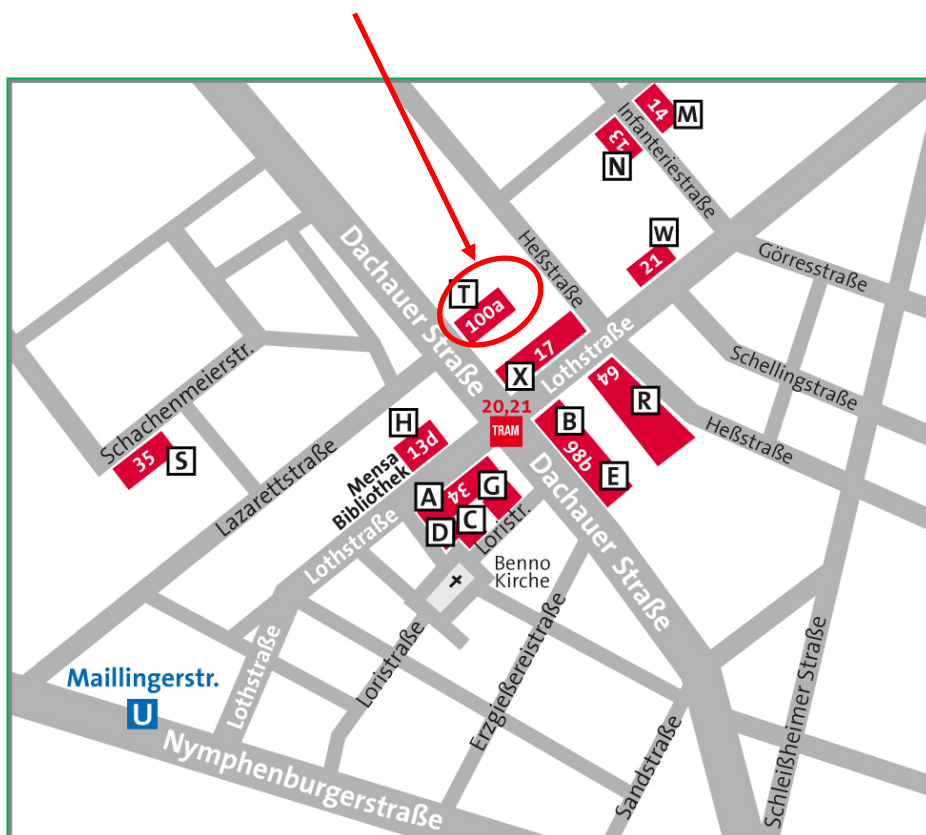 14
M
Infanteriestraße
13
N
W
21
Görresstraße
Heßstraße
Dachauer Straße
T
100a
17
Lothstraße
X
Schellingstraße
64
R
Heßstraße
20,21
TRAM
B
98b
E
Schachenmeierstr.
35
S
H
13d
Mensa
Bibliothek
Lazarettstraße
A
34
G
C
D
Loristr.
Lothstraße
Dachauer Straße
Benno
Kirche
Lothstraße
Loristraße
Erzgießereistraße
Sandstraße
Schleißheimer Straße
Maillingerstr.
U
Nymphenburgerstraße